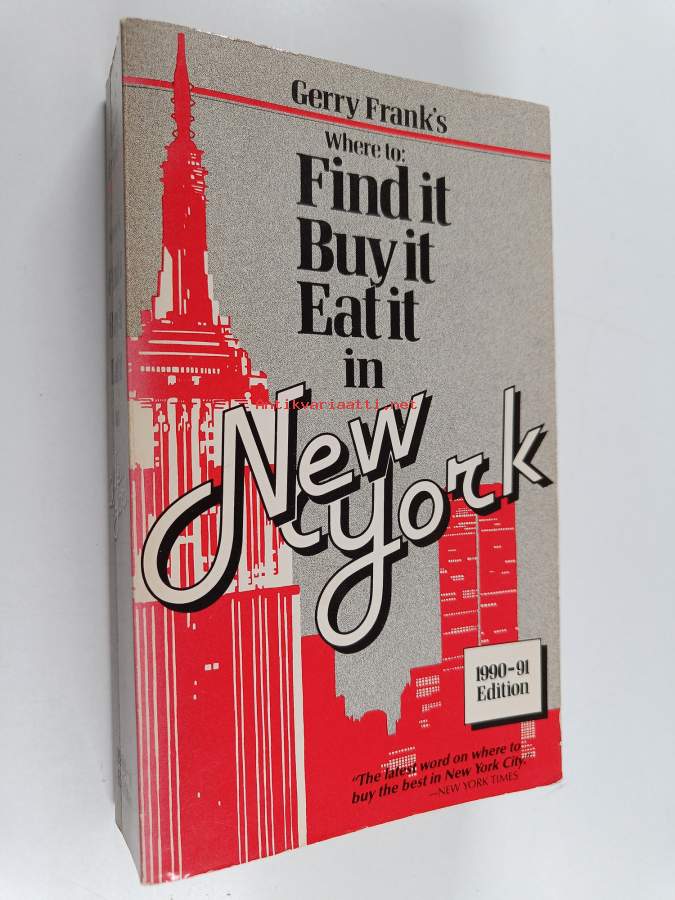 Gerry Frank's
Where to:
Find it
Buy it
Eat it
in
antikvariaatti.net
New
York
1990-91
Edition
"The latest word on where to
buy the best in New York City."
—NEW YORK TIMES